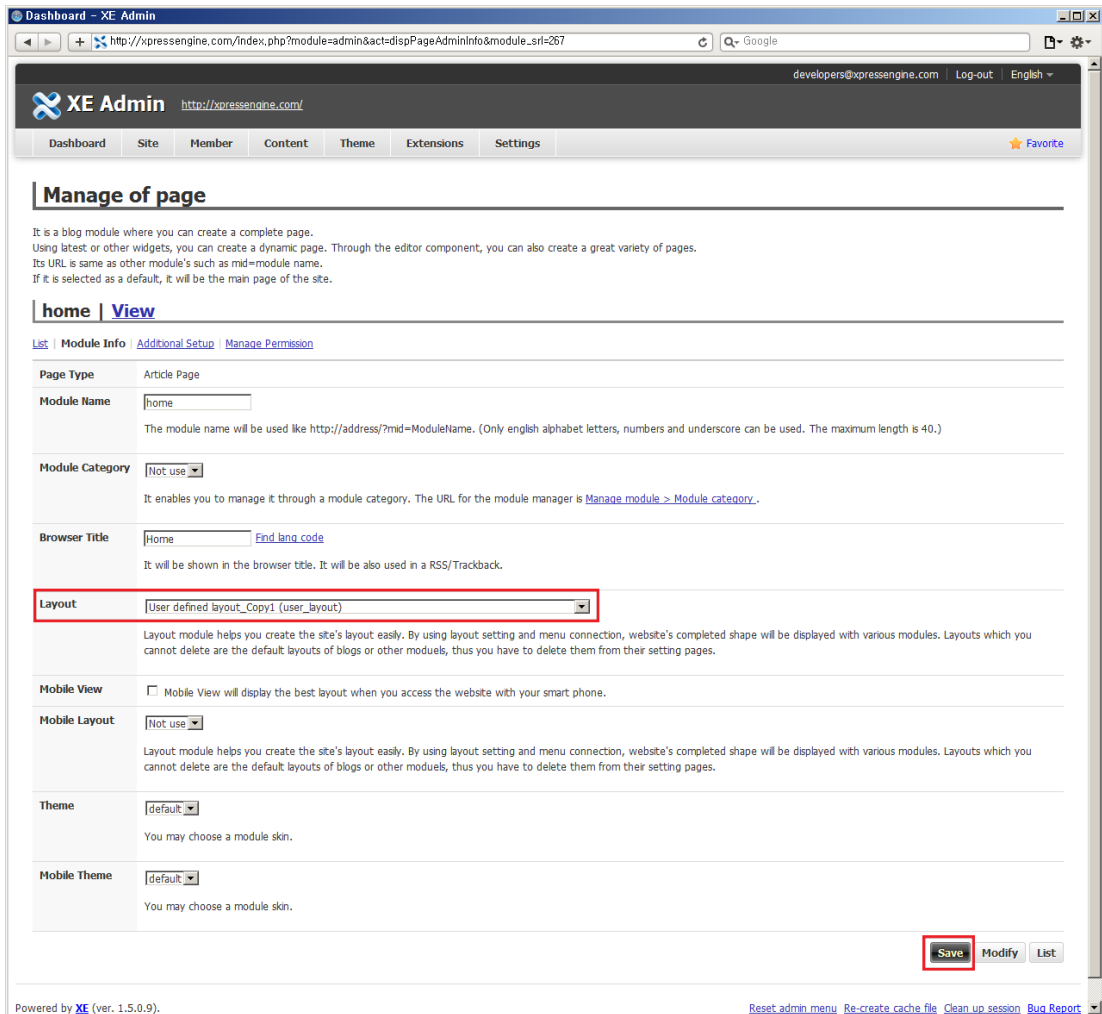 Dashboard - XE Admin
http://xpressengine.com/index.php?module=admin&act=dispPageAdminInfo&module_srl=267
Google
developers@xpressengine.com | Log-out | English
XE Admin http://xpressengine.com/
Dashboard Site Member Content Theme Extensions Settings Favorite
Manage of page
It is a blog module where you can create a complete page.
Using latest or other widgets, you can create a dynamic page. Through the editor component, you can also create a great variety of pages.
Its URL is same as other module's such as mid=module name.
If it is selected as a default, it will be the main page of the site.
home | View
List | Module Info | Additional Setup | Manage Permission
Page Type Article Page
Module Name home
The module name will be used like http://address/?mid=ModuleName. (Only english alphabet letters, numbers and underscore can be used. The maximum length is 40.)
Module Category Not use
It enables you to manage it through a module category. The URL for the module manager is Manage module > Module category .
Browser Title Home Find lang code
It will be shown in the browser title. It will be also used in a RSS/Trackback.
Layout User defined layout_Copy1 (user_layout)
Layout module helps you create the site's layout easily. By using layout setting and menu connection, website's completed shape will be displayed with various modules. Layouts which you
cannot delete are the default layouts of blogs or other moduels, thus you have to delete them from their setting pages.
Mobile View Mobile View will display the best layout when you access the website with your smart phone.
Mobile Layout Not use
Layout module helps you create the site's layout easily. By using layout setting and menu connection, website's completed shape will be displayed with various modules. Layouts which you
cannot delete are the default layouts of blogs or other moduels, thus you have to delete them from their setting pages.
Theme default
You may choose a module skin.
Mobile Theme default
You may choose a module skin.
Save Modify List
Powered by XE (ver. 1.5.0.9). Reset admin menu Re-create cache file Clean up session Bug Report